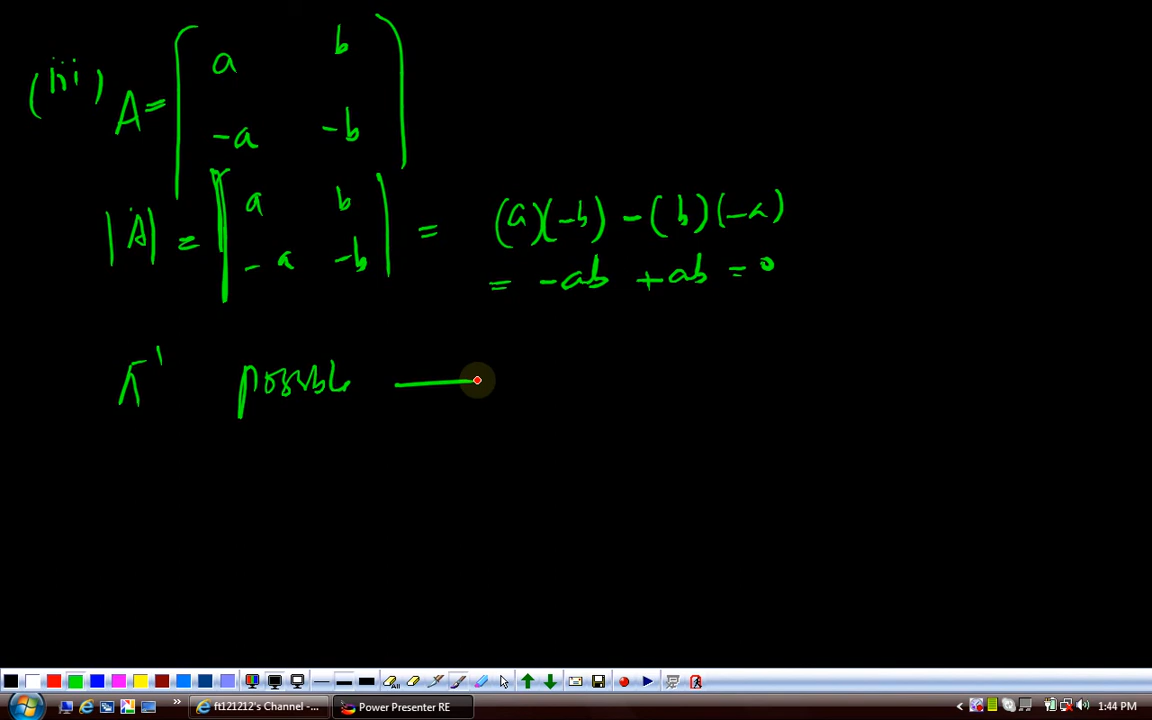 (iii) A = [ a b
-a -b ]
|A| = | a b | = (a)(-b) - (b)(-a)
| -a -b | = -ab + ab = 0
A⁻¹ possible —
ft121212's Channel -...
Power Presenter RE
1:44 PM